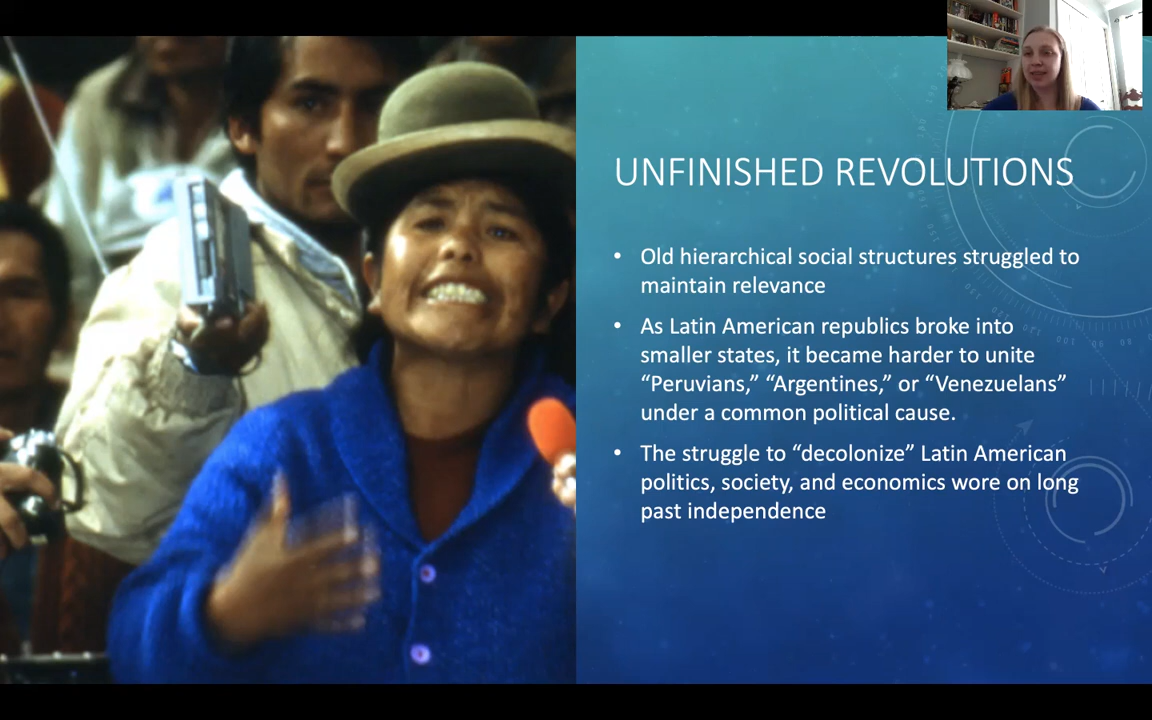 UNFINISHED REVOLUTIONS
• Old hierarchical social structures struggled to
maintain relevance
• As Latin American republics broke into
smaller states, it became harder to unite
“Peruvians,” “Argentines,” or “Venezuelans”
under a common political cause.
• The struggle to “decolonize” Latin American
politics, society, and economics wore on long
past independence